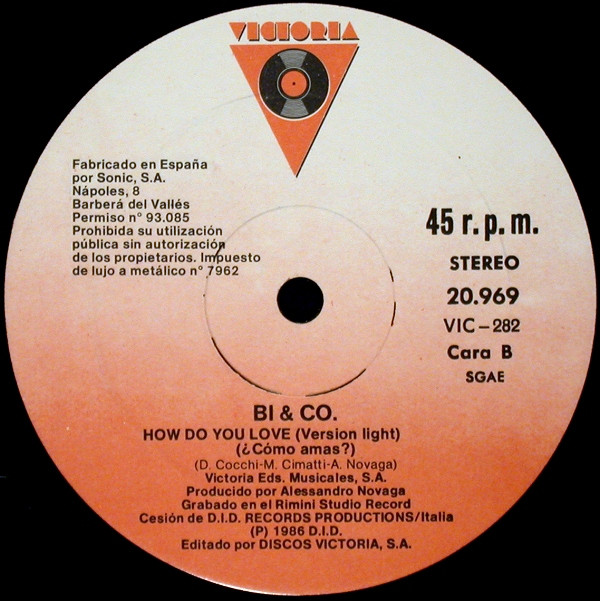 VICTORIA
Fabricado en España
por Sonic, S.A.
Nápoles, 8
Barberá del Vallés
Permiso n° 93.085
Prohibida su utilización
pública sin autorización
de los propietarios. Impuesto
de lujo a metálico n° 7962
45 r.p.m.
STEREO
20.969
VIC-282
Cara B
SGAE
BI & CO.
HOW DO YOU LOVE (Version light)
(¿Cómo amas?)
(D. Cocchi-M. Cimatti-A. Novaga)
Victoria Eds. Musicales, S.A.
Producido por Alessandro Novaga
Grabado en el Rimini Studio Record
Cesión de D.I.D. RECORDS PRODUCTIONS/Italia
(P) 1986 D.I.D.
Editado por DISCOS VICTORIA, S.A.